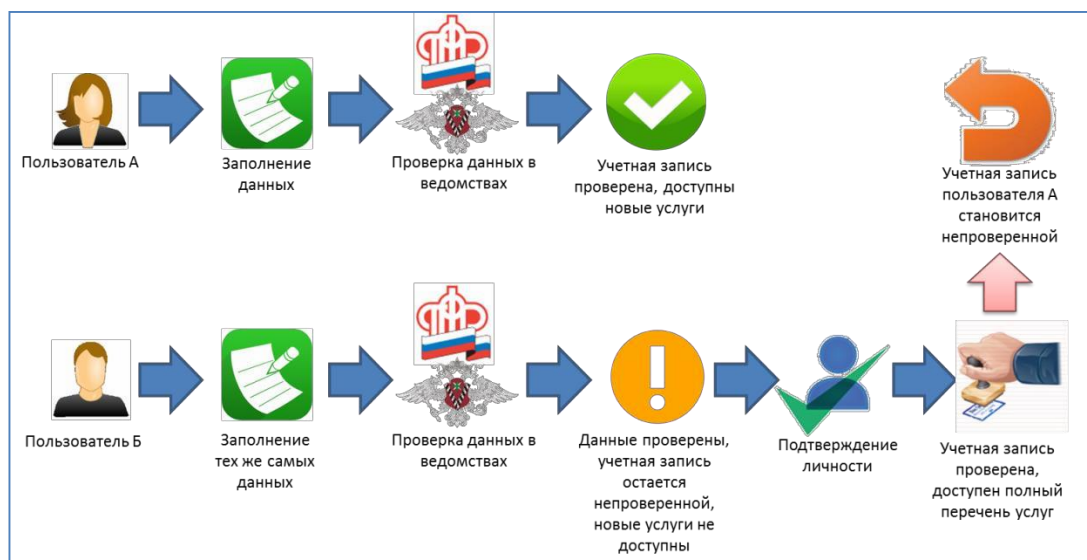 Пользователь А
Заполнение
данных
Проверка данных в
ведомствах
Учетная запись
проверена, доступны
новые услуги
Учетная запись
пользователя А
становится
непроверенной
Пользователь Б
Заполнение
тех же самых
данных
Проверка данных в
ведомствах
Данные проверены,
учетная запись
остается
непроверенной,
новые услуги не
доступны
Подтверждение
личности
Учетная запись
проверена,
доступен полный
перечень услуг